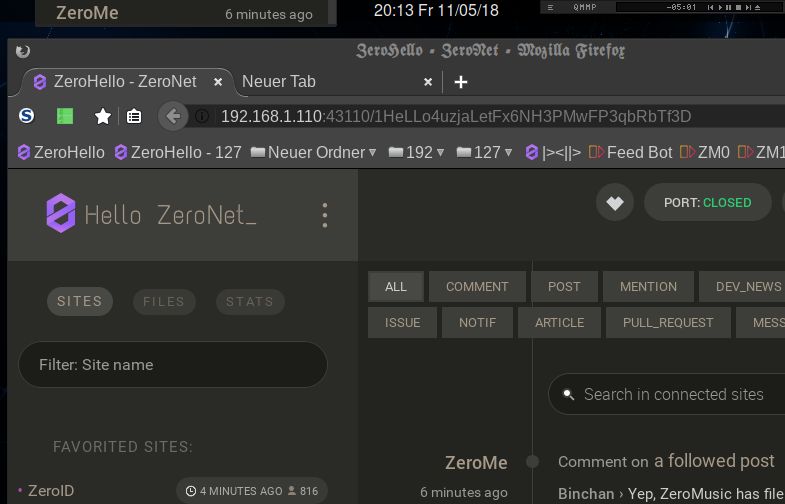 ZeroMe 6 minutes ago
20:13 Fr 11/05/18
QMMP -05:01
ZeroHello - ZeroNet - Mozilla Firefox
ZeroHello - ZeroNet × Neuer Tab × +
192.168.1.110:43110/1HeLLo4uzjaLetFx6NH3PMwFP3qbRbTf3D
ZeroHello ZeroHello - 127 Neuer Ordner 192 127 |><||> Feed Bot ZM0 ZM1
Hello ZeroNet_
PORT: CLOSED
SITES FILES STATS
ALL COMMENT POST MENTION DEV_NEWS
ISSUE NOTIF ARTICLE PULL_REQUEST MESS
Filter: Site name
Search in connected sites
FAVORITED SITES:
ZeroMe Comment on a followed post
ZeroID 4 MINUTES AGO 816
6 minutes ago Binchan › Yep, ZeroMusic has file